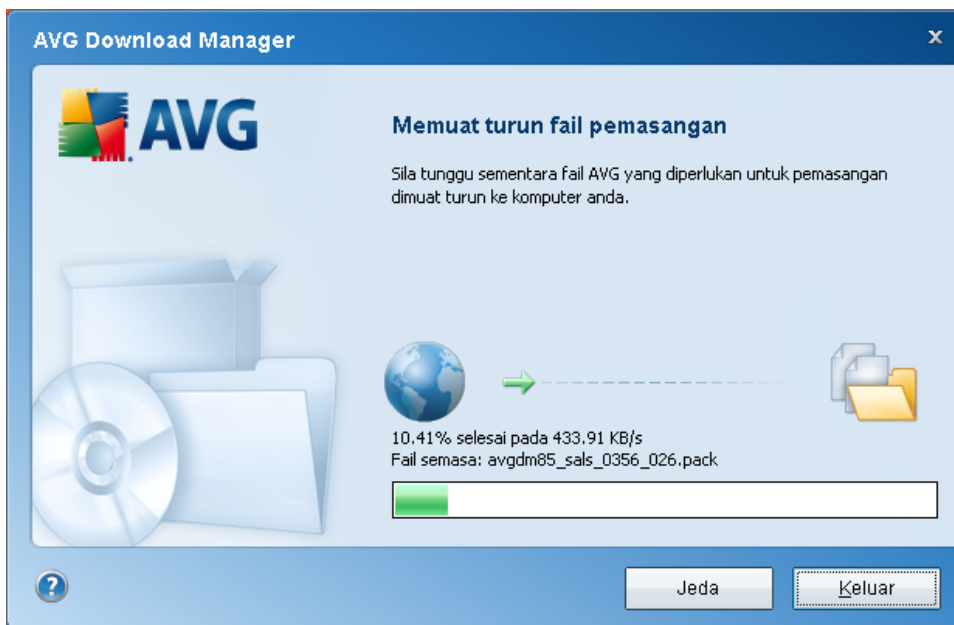 AVG Download Manager
x
AVG
Memuat turun fail pemasangan
Sila tunggu sementara fail AVG yang diperlukan untuk pemasangan
dimuat turun ke komputer anda.
10.41% selesai pada 433.91 KB/s
Fail semasa: avgdm85_sals_0356_026.pack
?
Jeda
Keluar